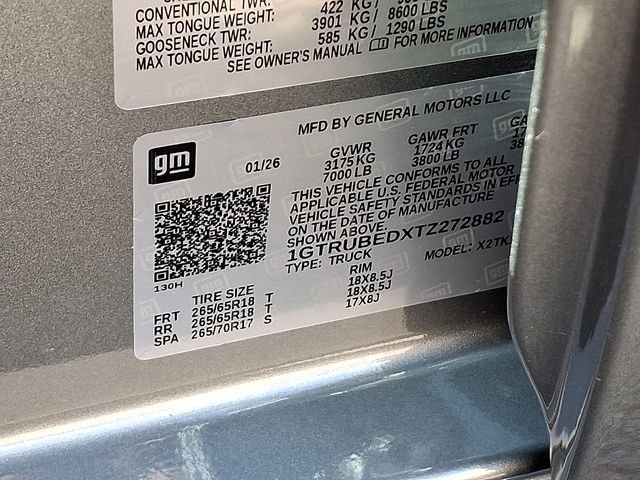 CONVENTIONAL TWR:
MAX TONGUE WEIGHT: 422 KG /
GOOSENECK TWR: 3901 KG / 8600 LBS
MAX TONGUE WEIGHT: 585 KG / 1290 LBS
SEE OWNER'S MANUAL FOR MORE INFORMATION
MFD BY GENERAL MOTORS LLC
gm
01/26
GVWR GAWR FRT
3175 KG 1724 KG
7000 LB 3800 LB
THIS VEHICLE CONFORMS TO ALL
APPLICABLE U.S. FEDERAL MOTOR
VEHICLE SAFETY STANDARDS IN
ON THE DATE OF MANUFACTURE
SHOWN ABOVE.
1GTRUBEDXTZ272882
TYPE: TRUCK MODEL: X2TK
130H
TIRE SIZE RIM
FRT 265/65R18 T 18X8.5J
RR 265/65R18 T 18X8.5J
SPA 265/70R17 S 17X8J